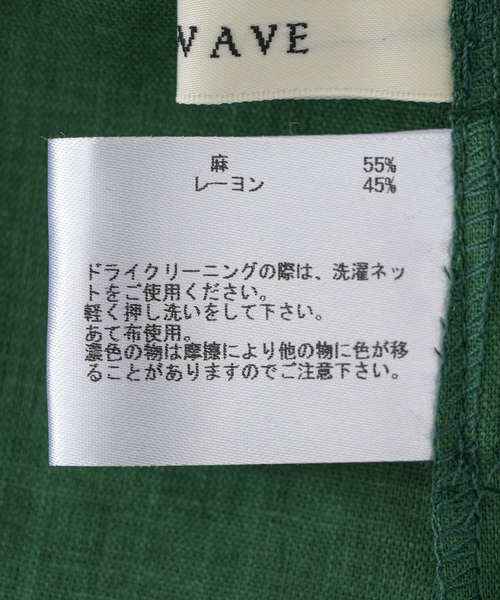 WAVE
麻 55%
レーヨン 45%
ドライクリーニングの際は、洗濯ネッ
トをご使用ください。
軽く押し洗いをして下さい。
あて布使用。
濃色の物は摩擦により他の物に色が移
ることがありますのでご注意下さい。